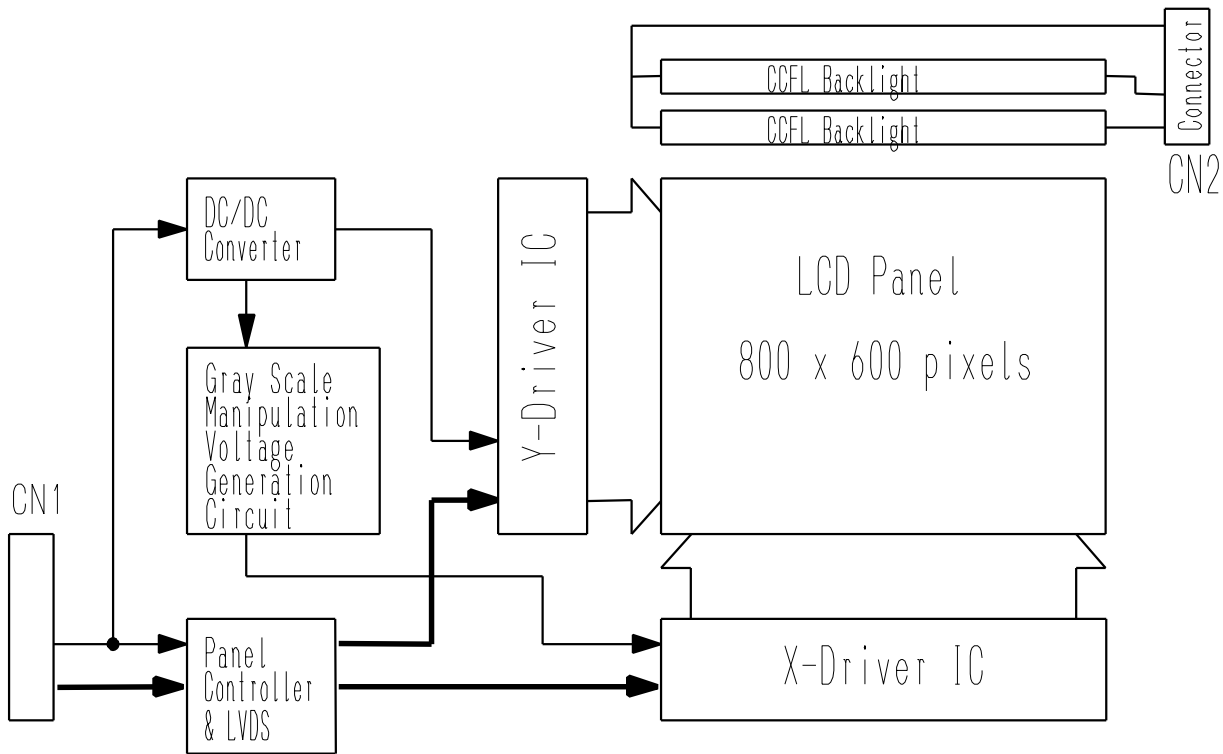 CCFL Backlight
CCFL Backlight
Connector
CN2
DC/DC
Converter
Y-Driver IC
LCD Panel
800 x 600 pixels
Gray Scale
Manipulation
Voltage
Generation
Circuit
CN1
Panel
Controller
& LVDS
X-Driver IC